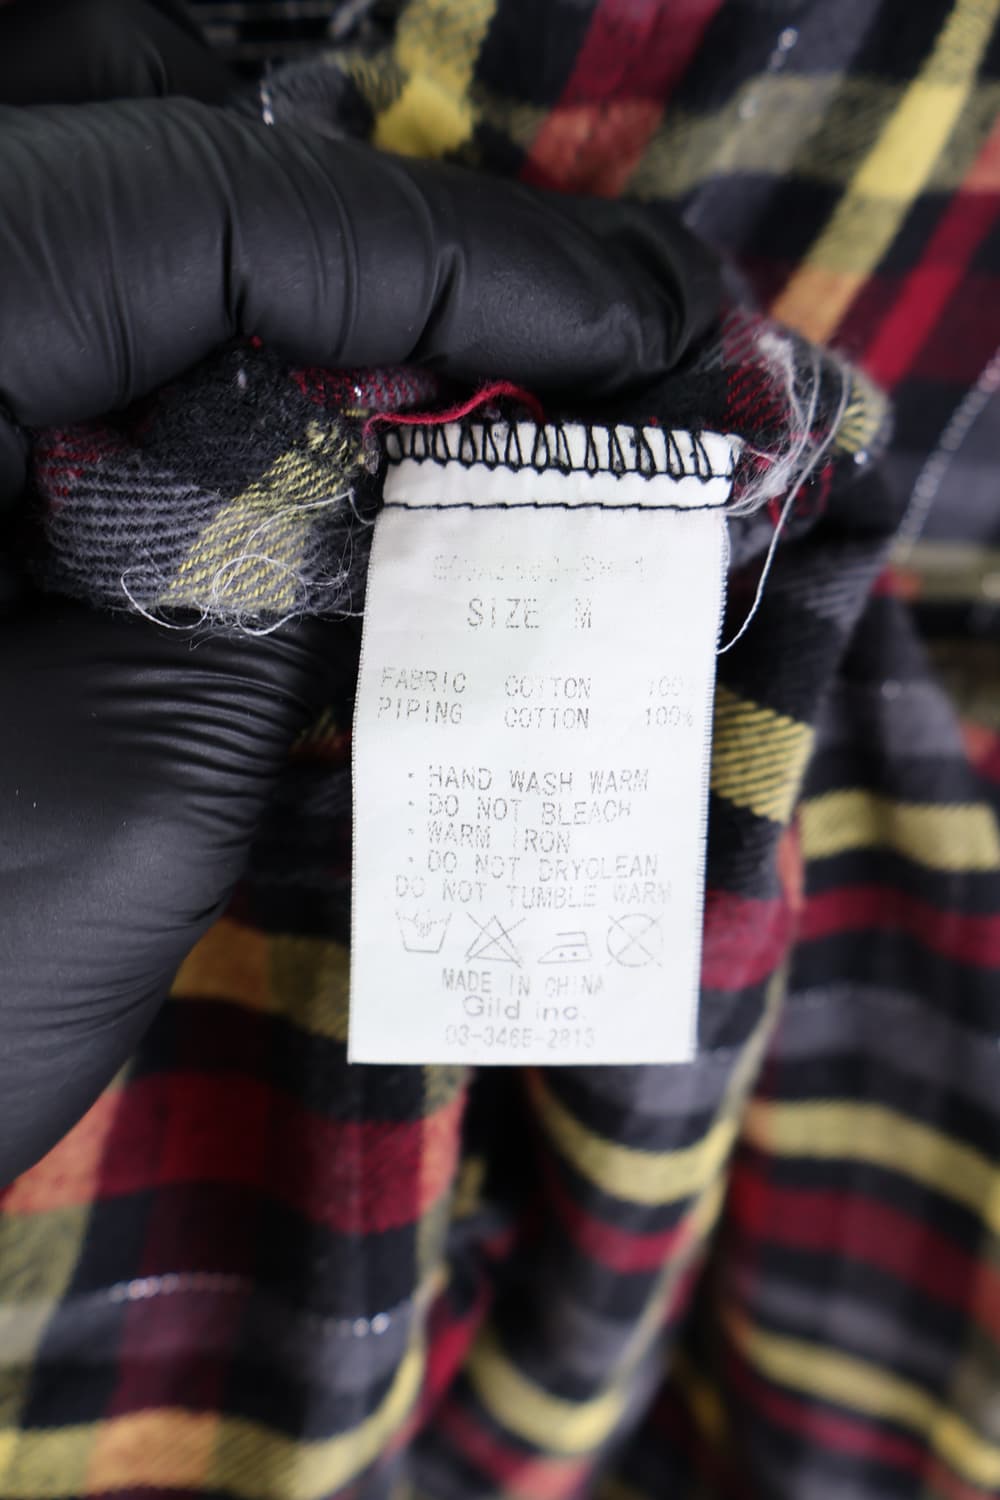 SIZE M
FABRIC COTTON 100%
PIPING COTTON 100%
· HAND WASH WARM
· DO NOT BLEACH
· WARM IRON
· DO NOT DRYCLEAN
DO NOT TUMBLE WARM
MADE IN CHINA
Gild inc.
03-3465-2813